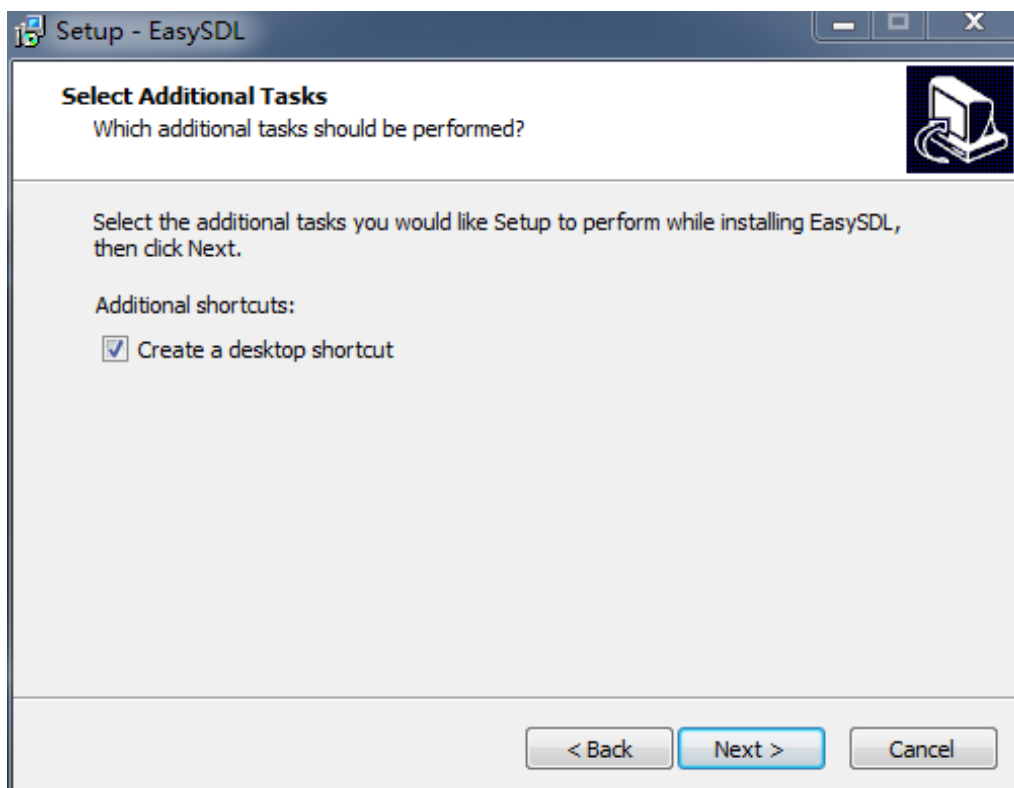 Setup - EasySDL
Select Additional Tasks
Which additional tasks should be performed?
Select the additional tasks you would like Setup to perform while installing EasySDL,
then click Next.
Additional shortcuts:
Create a desktop shortcut
< Back
Next >
Cancel